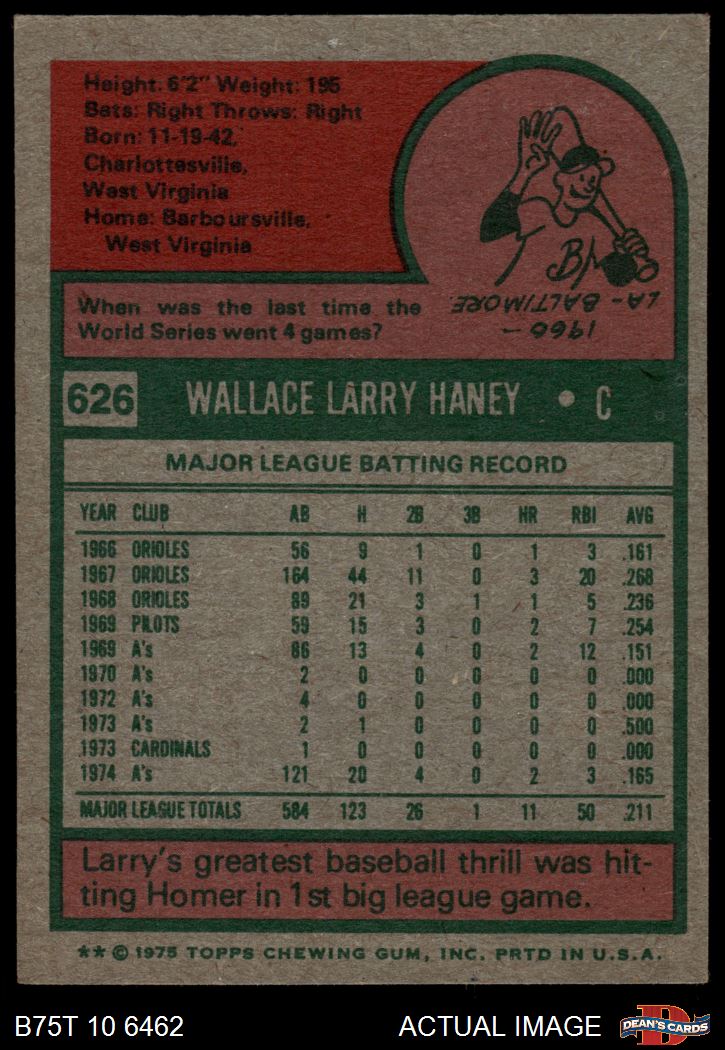 Height: 6'2" Weight: 195
Bats: Right Throws: Right
Born: 11-19-42,
Charlottesville,
West Virginia
Home: Barboursville,
West Virginia
When was the last time the
World Series went 4 games?
1966 -
LA - BALTIMORE.
626 WALLACE LARRY HANEY • C
MAJOR LEAGUE BATTING RECORD
YEAR CLUB AB H 2B 3B HR RBI AVG
1966 ORIOLES 56 9 1 0 1 3 .161
1967 ORIOLES 164 44 11 0 3 20 .268
1968 ORIOLES 89 21 3 1 1 5 .236
1969 PILOTS 59 15 3 0 2 7 .254
1969 A's 86 13 4 0 2 12 .151
1970 A's 2 0 0 0 0 0 .000
1972 A's 4 0 0 0 0 0 .000
1973 A's 2 1 0 0 0 0 .500
1973 CARDINALS 1 0 0 0 0 0 .000
1974 A's 121 20 4 0 2 3 .165
MAJOR LEAGUE TOTALS 584 123 26 1 11 50 .211
Larry's greatest baseball thrill was hit-
ting Homer in 1st big league game.
** © 1975 TOPPS CHEWING GUM, INC. PRTD IN U.S.A.
B75T 10 6462 ACTUAL IMAGE
D
DEAN'S CARDS